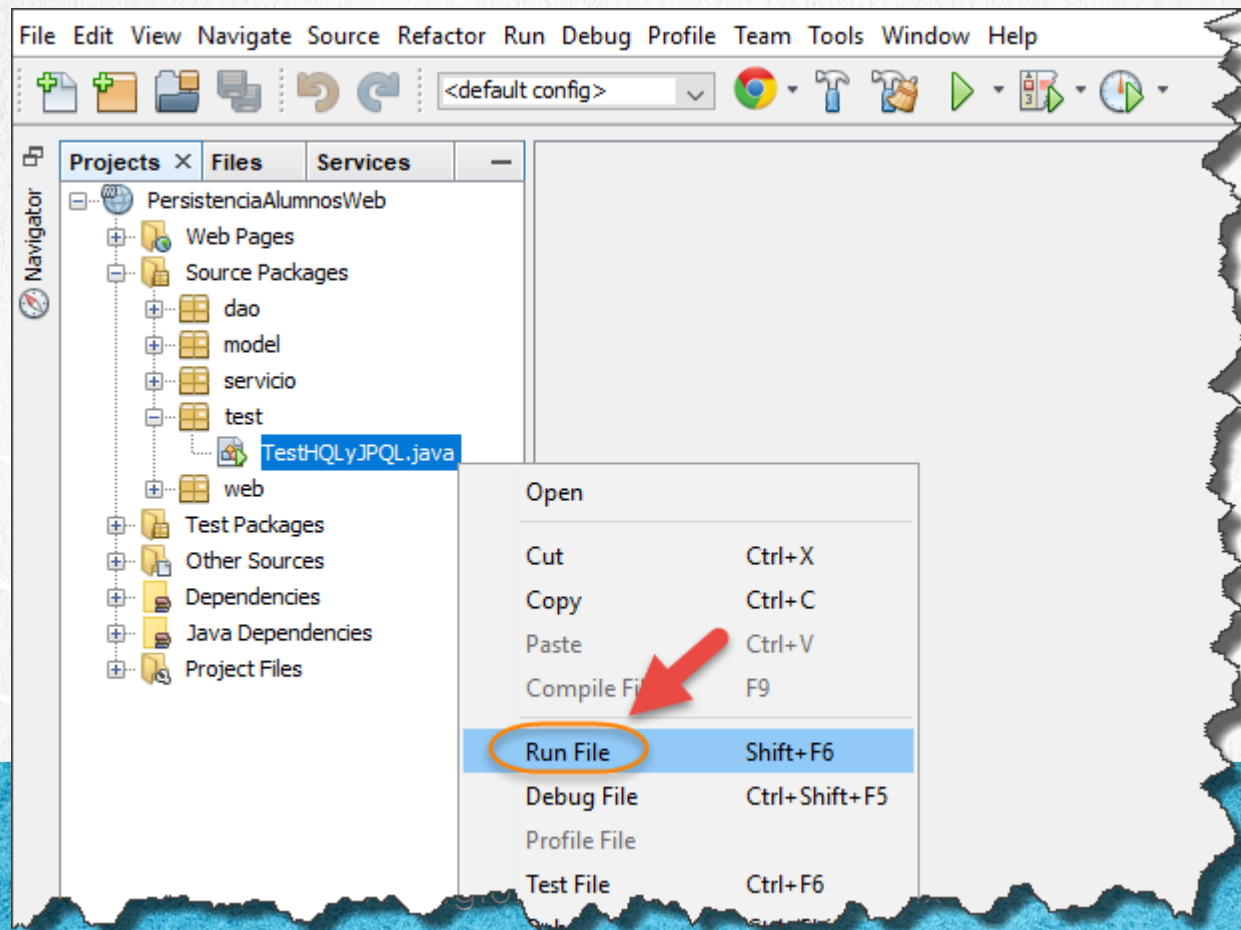 File Edit View Navigate Source Refactor Run Debug Profile Team Tools Window Help
<default config>
Projects Files Services
Navigator
PersistenciaAlumnosWeb
Web Pages
Source Packages
dao
model
servicio
test
TestHQLyJPQL.java
web
Test Packages
Other Sources
Dependencies
Java Dependencies
Project Files
Open
Cut Ctrl+X
Copy Ctrl+C
Paste Ctrl+V
Compile F9
Run File Shift+F6
Debug File Ctrl+Shift+F5
Profile File
Test File Ctrl+F6